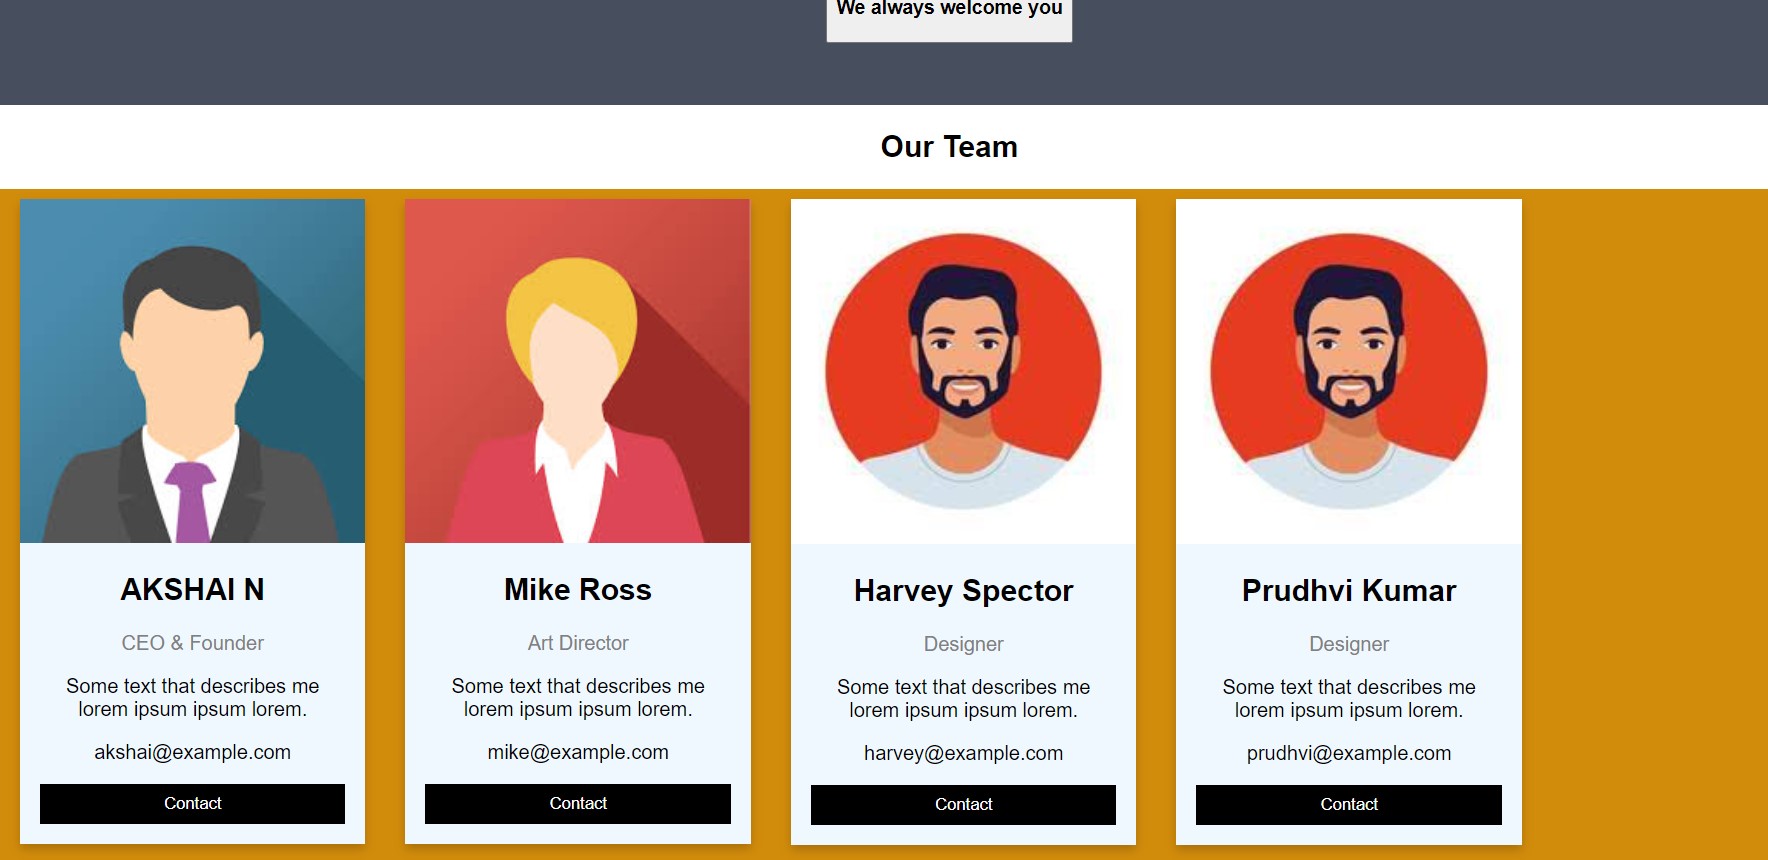 We always welcome you
Our Team
AKSHAI N
CEO & Founder
Some text that describes me
lorem ipsum ipsum lorem.
akshai@example.com
Contact
Mike Ross
Art Director
Some text that describes me
lorem ipsum ipsum lorem.
mike@example.com
Contact
Harvey Spector
Designer
Some text that describes me
lorem ipsum ipsum lorem.
harvey@example.com
Contact
Prudhvi Kumar
Designer
Some text that describes me
lorem ipsum ipsum lorem.
prudhvi@example.com
Contact